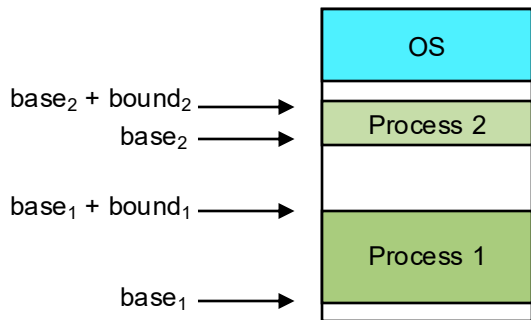 OS
base₂ + bound₂
Process 2
base₂
base₁ + bound₁
Process 1
base₁